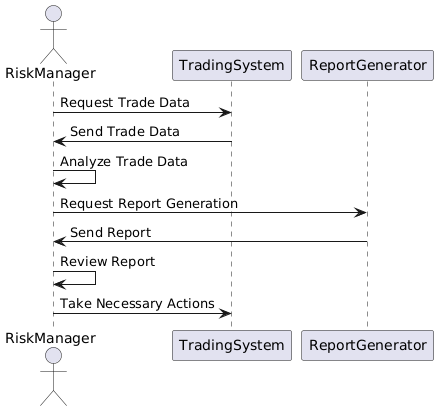 RiskManager
TradingSystem
ReportGenerator
Request Trade Data
Send Trade Data
Analyze Trade Data
Request Report Generation
Send Report
Review Report
Take Necessary Actions
RiskManager
TradingSystem
ReportGenerator